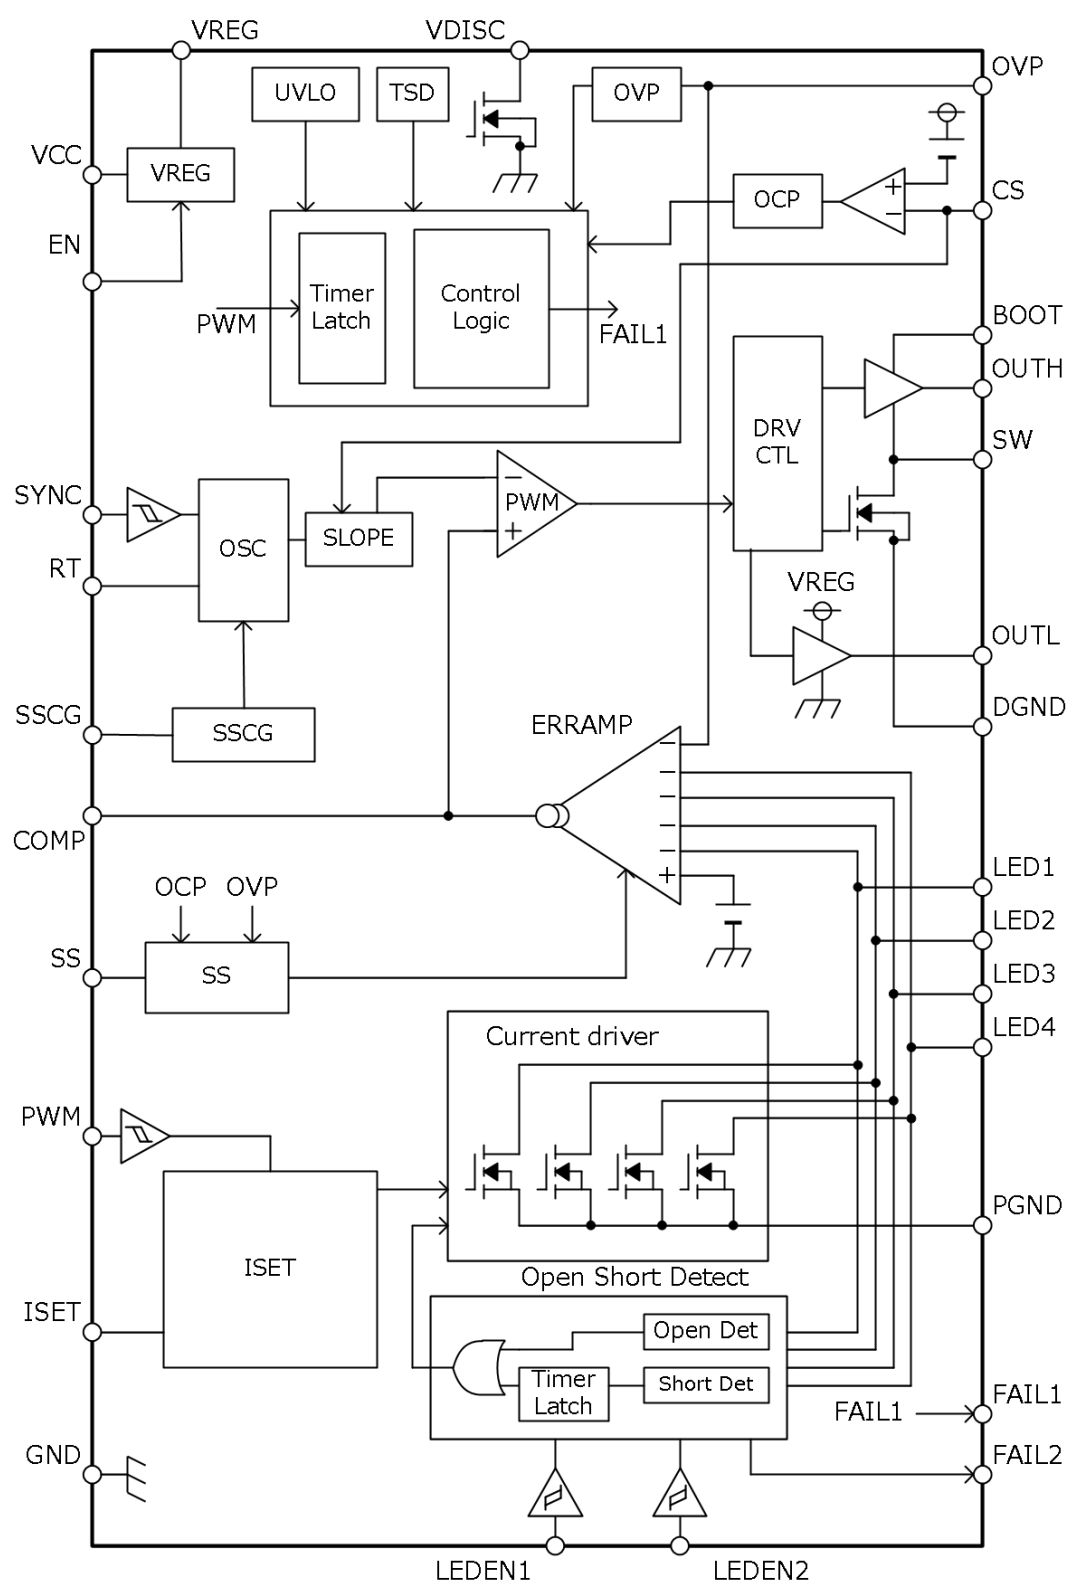 VREG
VDISC
OVP
UVLO
TSD
OVP
VCC
VREG
OCP
+
−
CS
EN
Timer
Latch
Control
Logic
PWM
FAIL1
BOOT
OUTH
DRV
CTL
SW
SYNC
−
PWM
+
OSC
SLOPE
RT
VREG
OUTL
SSCG
SSCG
DGND
ERRAMP
−
−
−
−
−
+
COMP
LED1
OCP
OVP
LED2
SS
SS
LED3
LED4
Current driver
PWM
PGND
ISET
Open Short Detect
ISET
Open Det
Timer
Latch
Short Det
FAIL1
FAIL1
GND
FAIL2
LEDEN1
LEDEN2